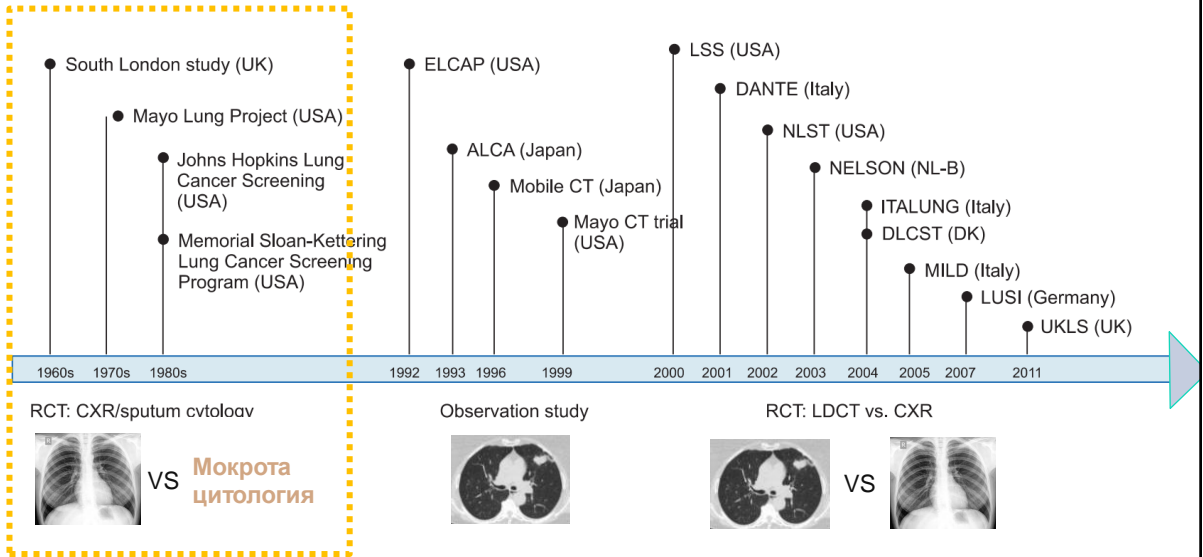 South London study (UK)
Mayo Lung Project (USA)
Johns Hopkins Lung
Cancer Screening
(USA)
Memorial Sloan-Kettering
Lung Cancer Screening
Program (USA)
ELCAP (USA)
ALCA (Japan)
Mobile CT (Japan)
Mayo CT trial
(USA)
LSS (USA)
DANTE (Italy)
NLST (USA)
NELSON (NL-B)
ITALUNG (Italy)
DLCST (DK)
MILD (Italy)
LUSI (Germany)
UKLS (UK)
1960s 1970s 1980s 1992 1993 1996 1999 2000 2001 2002 2003 2004 2005 2007 2011
RCT: CXR/sputum cytology
Observation study
RCT: LDCT vs. CXR
VS
Мокрота
цитология
VS